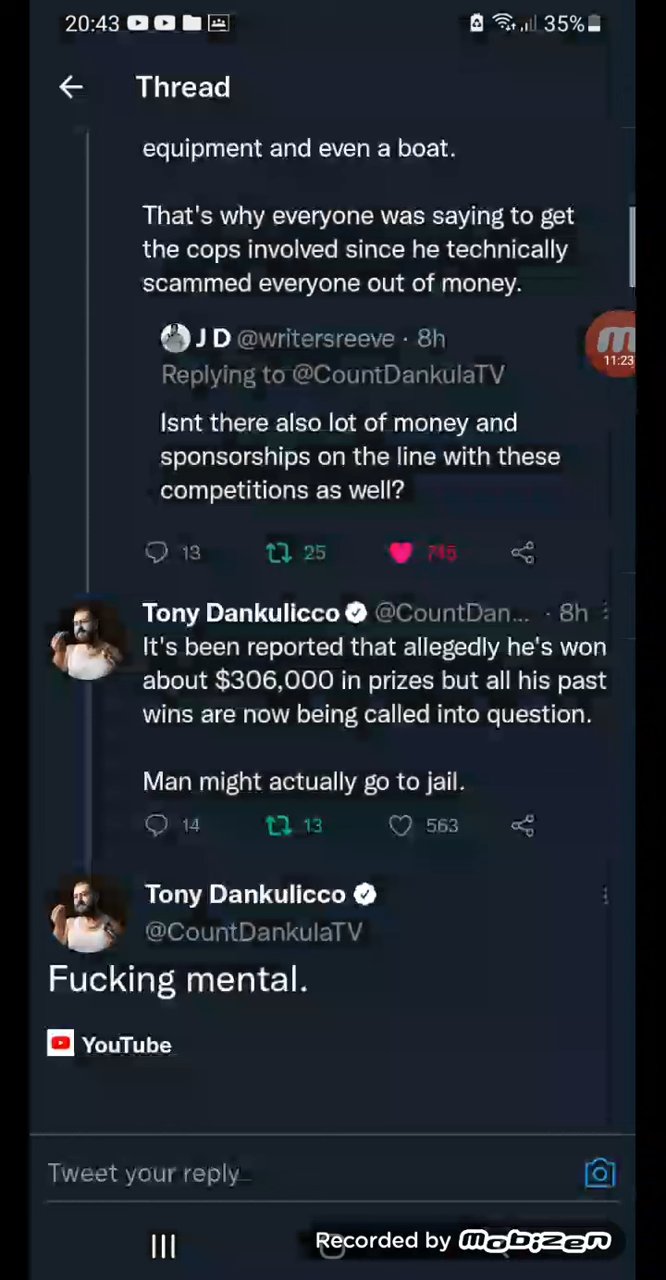 20:43 35%
Thread
equipment and even a boat.
That's why everyone was saying to get
the cops involved since he technically
scammed everyone out of money.
11:23
J D @writersreeve · 8h
Replying to @CountDankulaTV
Isnt there also lot of money and
sponsorships on the line with these
competitions as well?
13 25 745
Tony Dankulicco @CountDan... · 8h
It's been reported that allegedly he's won
about $306,000 in prizes but all his past
wins are now being called into question.
Man might actually go to jail.
14 13 563
Tony Dankulicco
@CountDankulaTV
Fucking mental.
YouTube
Tweet your reply
Recorded by mobizen